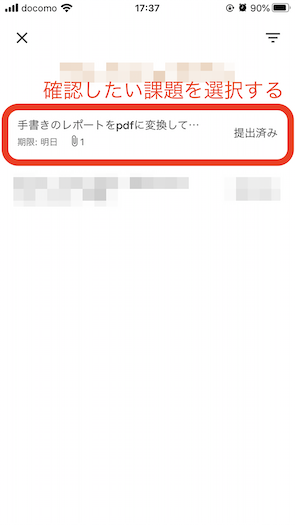 docomo 17:37 90%
確認したい課題を選択する
手書きのレポートをpdfに変換して…
提出済み
期限: 明日 1